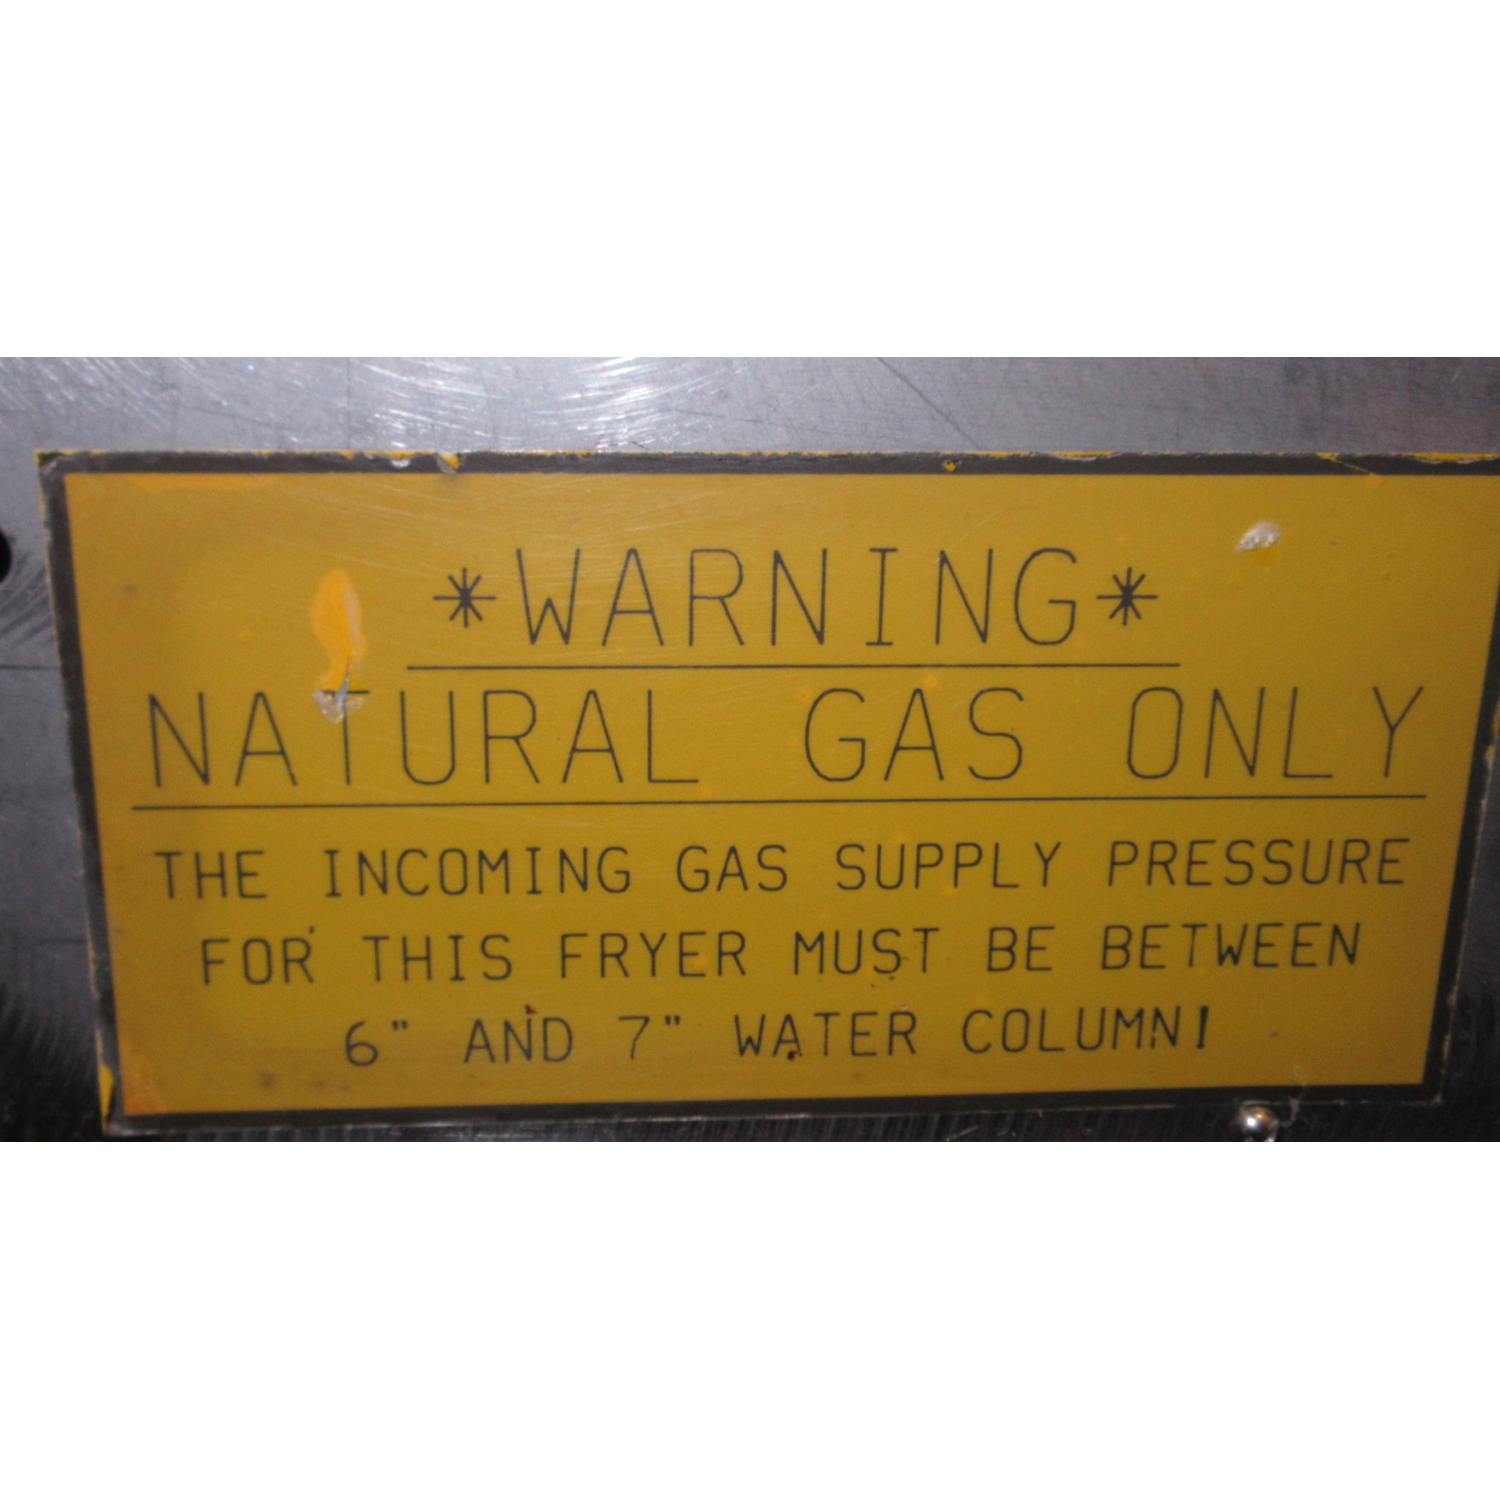 *WARNING*
NATURAL GAS ONLY
THE INCOMING GAS SUPPLY PRESSURE
FOR THIS FRYER MUST BE BETWEEN
6" AND 7" WATER COLUMN!